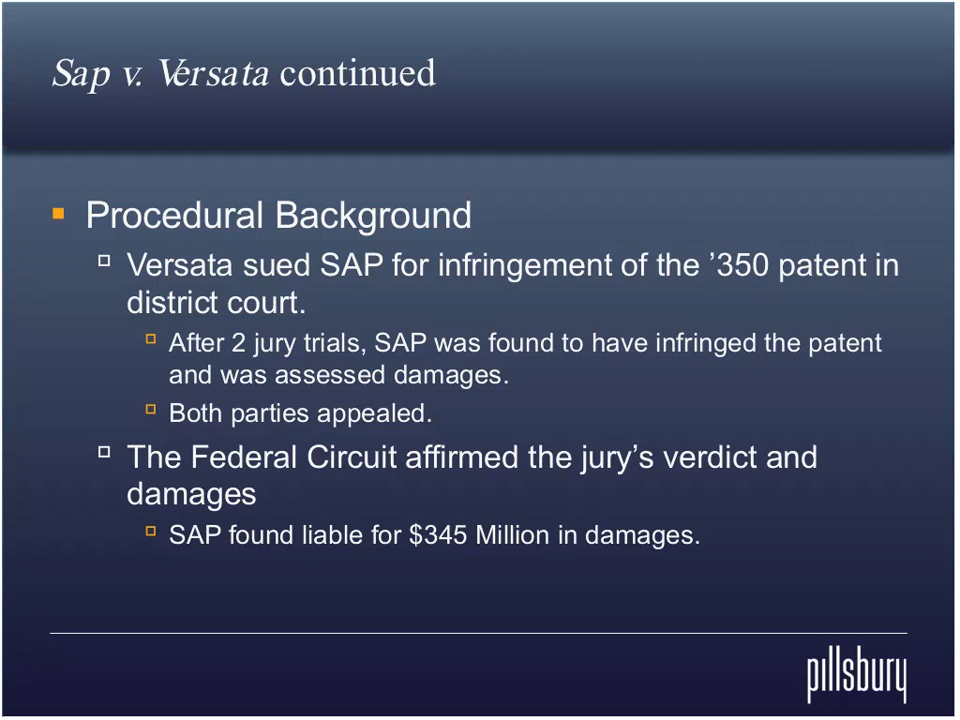 Sap v. Versata continued
Procedural Background
Versata sued SAP for infringement of the ’350 patent in
district court.
After 2 jury trials, SAP was found to have infringed the patent
and was assessed damages.
Both parties appealed.
The Federal Circuit affirmed the jury’s verdict and
damages
SAP found liable for $345 Million in damages.
pillsbury